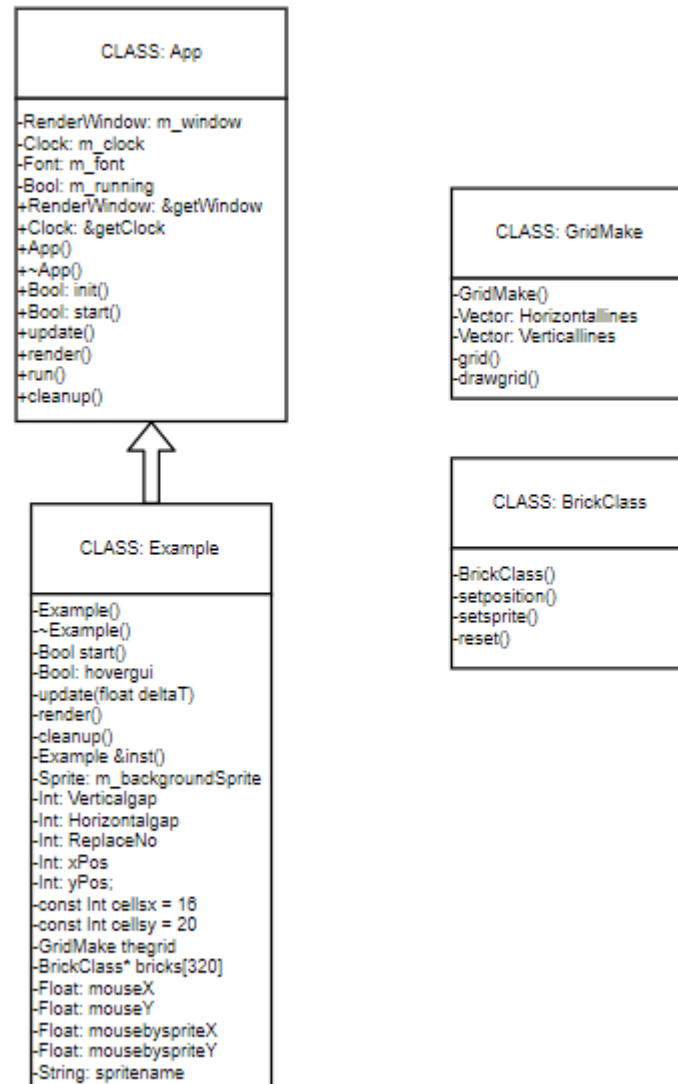 CLASS: App
-RenderWindow: m_window
-Clock: m_clock
-Font: m_font
-Bool: m_running
+RenderWindow: &getWindow
+Clock: &getClock
+App()
+~App()
+Bool: init()
+Bool: start()
+update()
+render()
+run()
+cleanup()
CLASS: GridMake
-GridMake()
-Vector: Horizontallines
-Vector: Verticallines
-grid()
-drawgrid()
CLASS: BrickClass
-BrickClass()
-setposition()
-setsprite()
-reset()
CLASS: Example
-Example()
-~Example()
-Bool start()
-Bool: hovergui
-update(float deltaT)
-render()
-cleanup()
-Example &inst()
-Sprite: m_backgroundSprite
-Int: Verticalgap
-Int: Horizontalgap
-Int: ReplaceNo
-Int: xPos
-Int: yPos;
-const Int cellsx = 16
-const Int cellsy = 20
-GridMake thegrid
-BrickClass* bricks[320]
-Float: mouseX
-Float: mouseY
-Float: mousebyspriteX
-Float: mousebyspriteY
-String: spritename